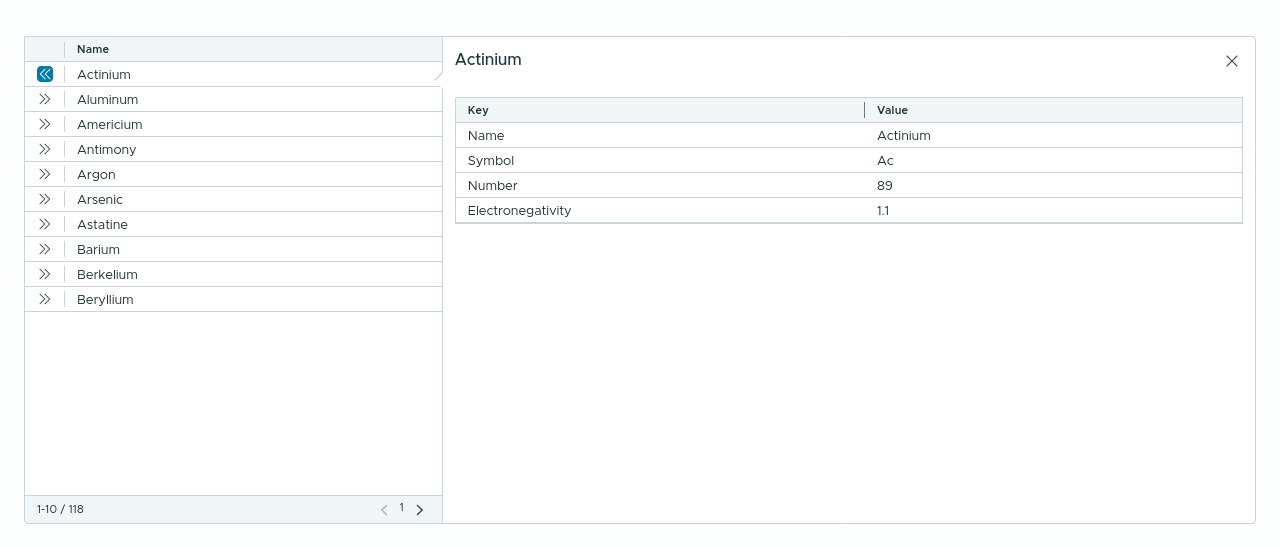 Name
Actinium
Aluminum
Americium
Antimony
Argon
Arsenic
Astatine
Barium
Berkelium
Beryllium
1-10 / 118 1
Actinium
Key Value
Name Actinium
Symbol Ac
Number 89
Electronegativity 1.1